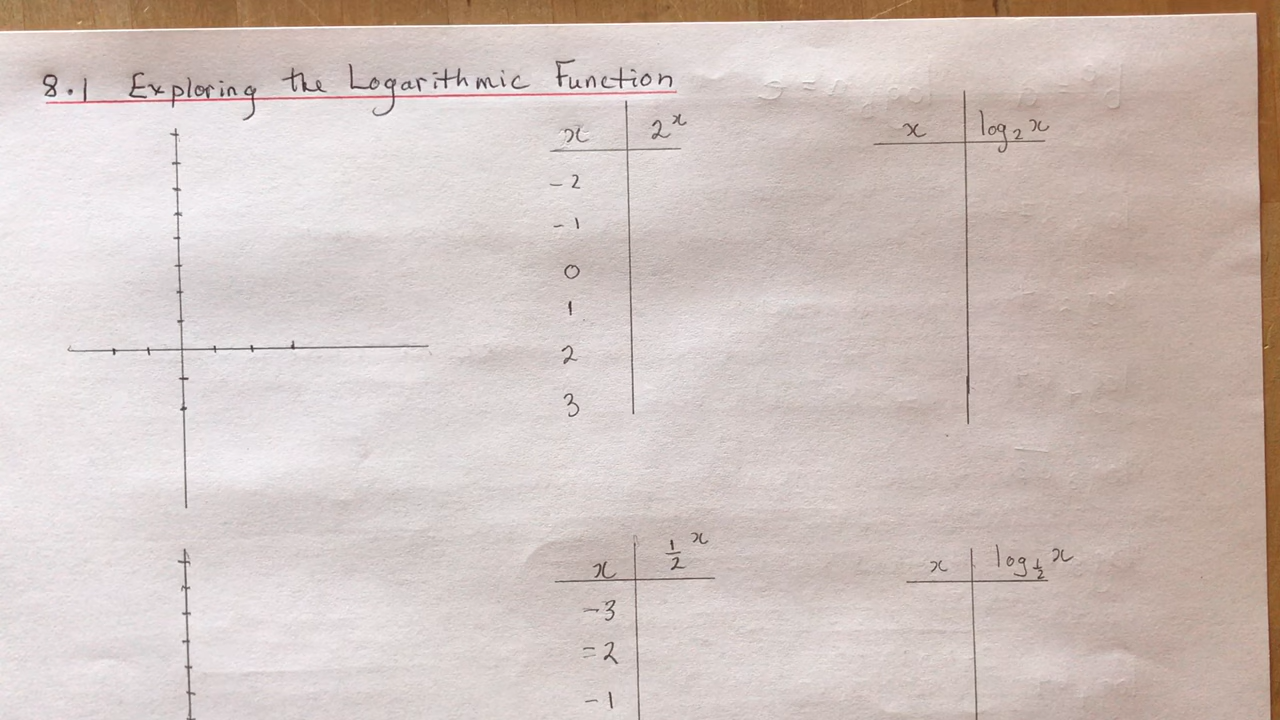 8.1 Exploring the Logarithmic Function
x 2^x
-2
-1
0
1
2
3
x log₂x
x ½^x
-3
=2
-1
x log½x